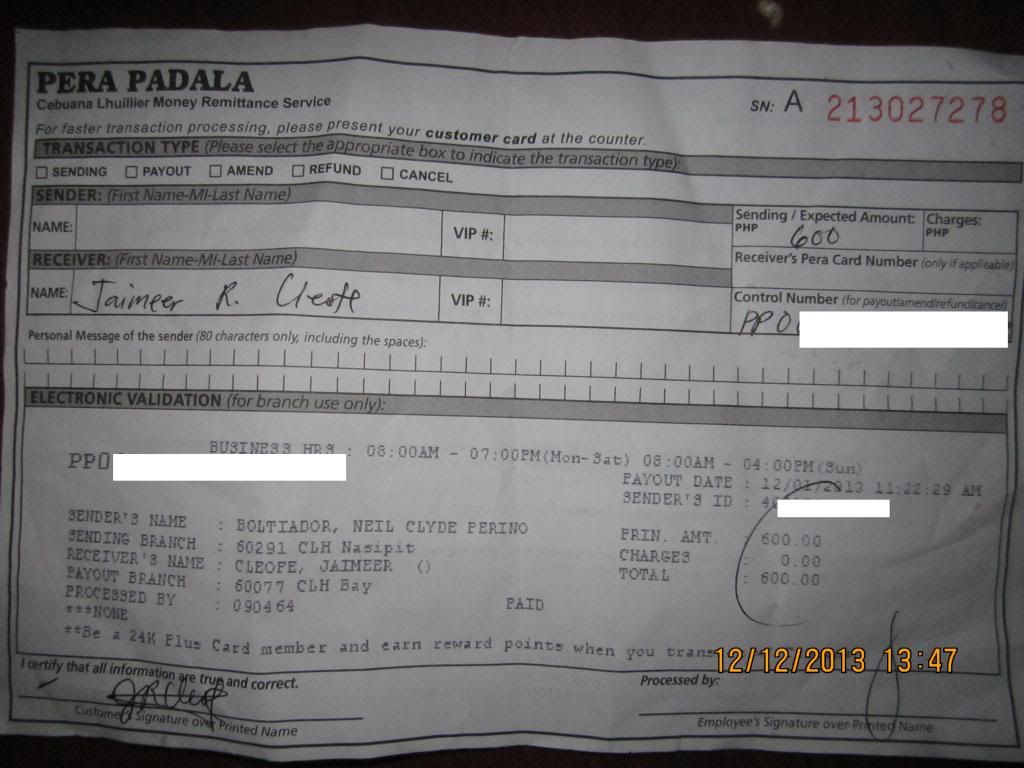 PERA PADALA
Cebuana Lhuillier Money Remittance Service
SN: A 213027278
For faster transaction processing, please present your customer card at the counter.
TRANSACTION TYPE (Please select the appropriate box to indicate the transaction type):
SENDING PAYOUT AMEND REFUND CANCEL
SENDER: (First Name-MI-Last Name)
NAME: VIP #:
Sending / Expected Amount: Charges:
PHP 600 PHP
RECEIVER: (First Name-MI-Last Name)
Receiver's Pera Card Number (only if applicable)
NAME: Jaimeer R. Cleofe VIP #:
Control Number (for payout/amend/refund/cancel)
PP0
Personal Message of the sender (80 characters only, including the spaces):
ELECTRONIC VALIDATION (for branch use only):
BUSINESS HRS : 08:00AM - 07:00PM(Mon-Sat) 08:00AM - 04:00PM(Sun)
PP0
PAYOUT DATE : 12/01/2013 11:22:29 AM
SENDER'S ID : 4
SENDER'S NAME : BOLTIADOR, NEIL CLYDE PERINO
PRIN. AMT. : 600.00
SENDING BRANCH : 60291 CLH Nasipit
CHARGES : 0.00
RECEIVER'S NAME : CLEOFE, JAIMEER ()
TOTAL : 600.00
PAYOUT BRANCH : 60077 CLH Bay
PROCESSED BY : 090464 PAID
***NONE
**Be a 24K Plus Card member and earn reward points when you trans
12/12/2013 13:47
I certify that all information are true and correct.
Processed by:
Customer's Signature over Printed Name
Employee's Signature over Printed Name